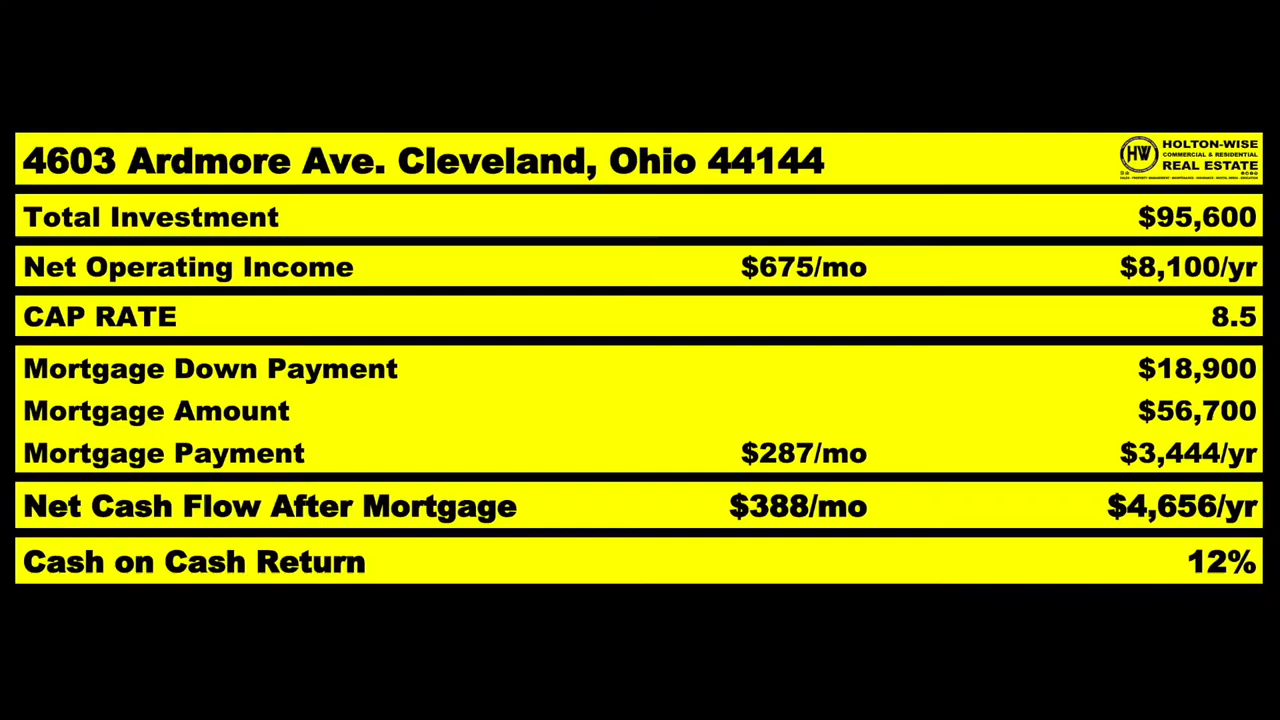 4603 Ardmore Ave. Cleveland, Ohio 44144
HW
HOLTON-WISE
COMMERCIAL & RESIDENTIAL
REAL ESTATE
Total Investment $95,600
Net Operating Income $675/mo $8,100/yr
CAP RATE 8.5
Mortgage Down Payment $18,900
Mortgage Amount $56,700
Mortgage Payment $287/mo $3,444/yr
Net Cash Flow After Mortgage $388/mo $4,656/yr
Cash on Cash Return 12%